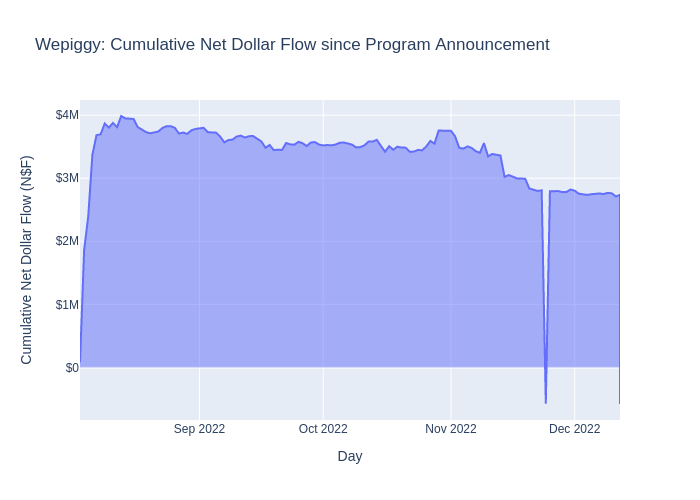 Wepiggy: Cumulative Net Dollar Flow since Program Announcement
Cumulative Net Dollar Flow (N$F)
$4M
$3M
$2M
$1M
$0
Sep 2022
Oct 2022
Nov 2022
Dec 2022
Day